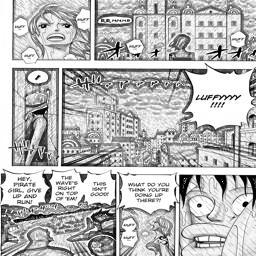 HUFF
HUFF
HUFF
HUFF
LUFFYYYY
!!!!
WHAT DO YOU
THINK YOU'RE
DOING UP
THERE?!
THIS
ISN'T
GOOD!
THE
WAVE'S
RIGHT
ON TOP
OF 'EM!
HEY,
PIRATE
GIRL, GIVE
UP AND
RUN!